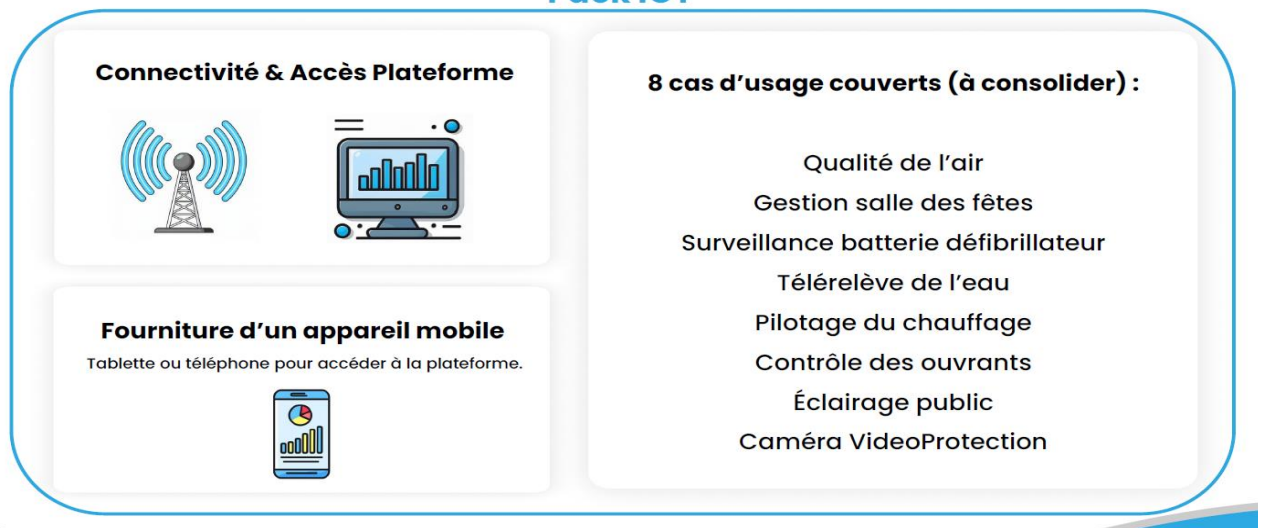 Connectivité & Accès Plateforme
Fourniture d'un appareil mobile
Tablette ou téléphone pour accéder à la plateforme.
8 cas d'usage couverts (à consolider) :
Qualité de l'air
Gestion salle des fêtes
Surveillance batterie défibrillateur
Télérelève de l'eau
Pilotage du chauffage
Contrôle des ouvrants
Éclairage public
Caméra VideoProtection